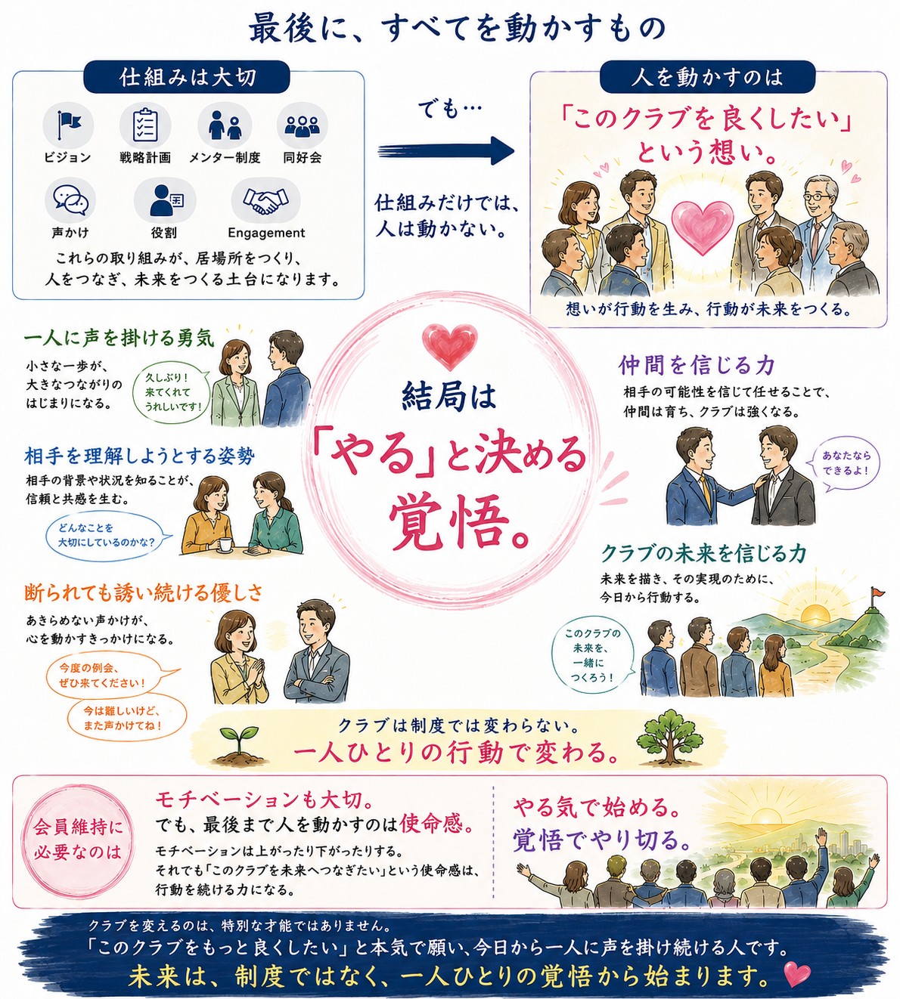 最後に、すべてを動かすもの
仕組みは大切
ビジョン
戦略計画
メンター制度
同好会
声かけ
役割
Engagement
これらの取り組みが、居場所をつくり、
人をつなぎ、未来をつくる土台になります。
でも…
仕組みだけでは、
人は動かない。
人を動かすのは
「このクラブを良くしたい」
という想い。
想いが行動を生み、行動が未来をつくる。
一人に声を掛ける勇気
小さな一歩が、
大きなつながりの
はじまりになる。
久しぶり!
来てくれて
うれしいです!
相手を理解しようとする姿勢
相手の背景や状況を知ることが、
信頼と共感を生む。
どんなことを
大切にしているのかな?
断られても誘い続ける優しさ
あきらめない声かけが、
心を動かすきっかけになる。
今度の例会、
ぜひ来てください!
今は難しいけど、
また声かけてね!
結局は
「やる」と決める
覚悟。
仲間を信じる力
相手の可能性を信じて任せることで、
仲間は育ち、クラブは強くなる。
あなたなら
できるよ!
クラブの未来を信じる力
未来を描き、その実現のために、
今日から行動する。
このクラブの
未来を、
一緒に
つくろう!
クラブは制度では変わらない。
一人ひとりの行動で変わる。
会員維持に
必要なのは
モチベーションも大切。
でも、最後まで人を動かすのは使命感。
モチベーションは上がったり下がったりする。
それでも「このクラブを未来へつなぎたい」という使命感は、
行動を続ける力になる。
やる気で始める。
覚悟でやり切る。
クラブを変えるのは、特別な才能ではありません。
「このクラブをもっと良くしたい」と本気で願い、今日から一人に声を掛け続ける人です。
未来は、制度ではなく、一人ひとりの覚悟から始まります。